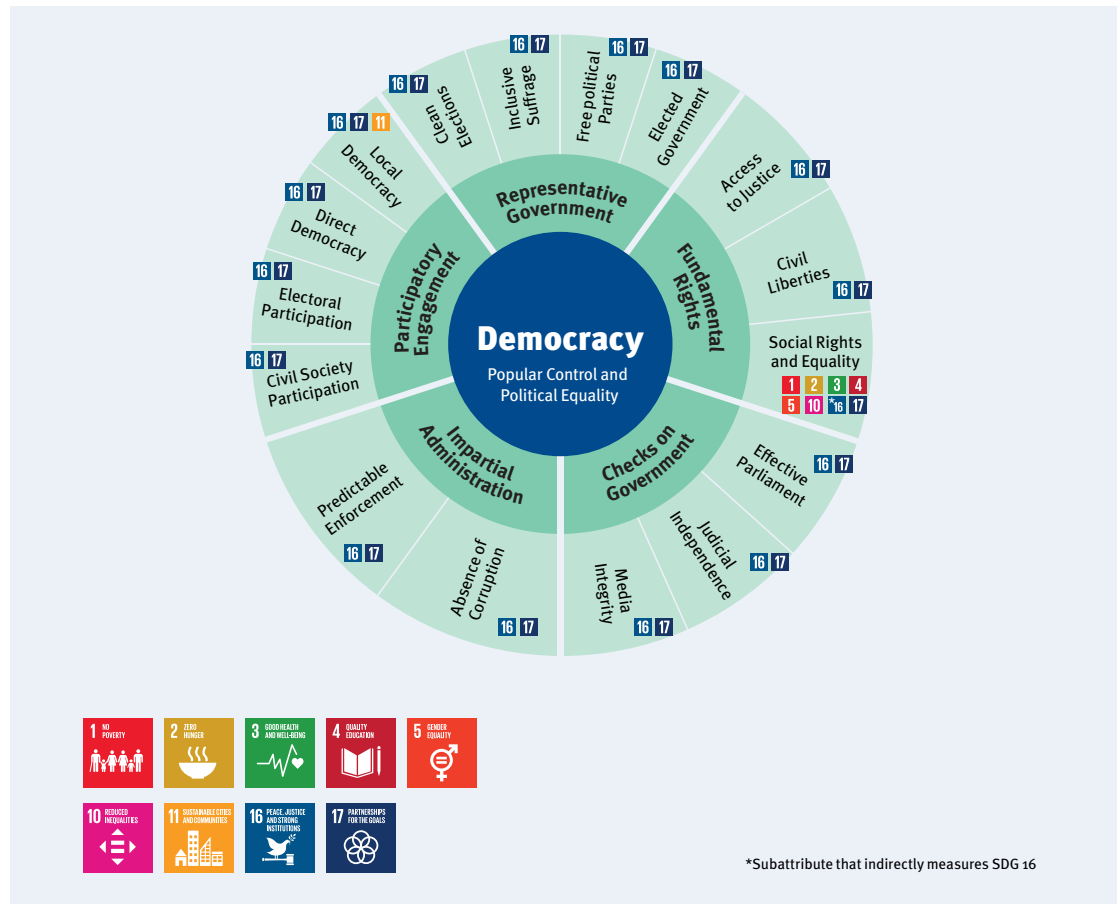 Democracy
Popular Control and
Political Equality
Representative
Government
Clean
Elections
16 17
Inclusive
Suffrage
16 17
Free political
Parties
16 17
Elected
Government
16 17
Fundamental
Rights
Access
to Justice
16 17
Civil
Liberties
16 17
Social Rights
and Equality
1 2 3 4
5 10 *16 17
Checks on
Government
Effective
Parliament
16 17
Judicial
Independence
16 17
Media
Integrity
16 17
Impartial
Administration
Absence of
Corruption
16 17
Predictable
Enforcement
16 17
Participatory
Engagement
Civil Society
Participation
16 17
Electoral
Participation
16 17
Direct
Democracy
16 17
Local
Democracy
16 17 11
1 NO
POVERTY
2 ZERO
HUNGER
3 GOOD HEALTH
AND WELL-BEING
4 QUALITY
EDUCATION
5 GENDER
EQUALITY
10 REDUCED
INEQUALITIES
11 SUSTAINABLE CITIES
AND COMMUNITIES
16 PEACE, JUSTICE
AND STRONG
INSTITUTIONS
17 PARTNERSHIPS
FOR THE GOALS
*Subattribute that indirectly measures SDG 16